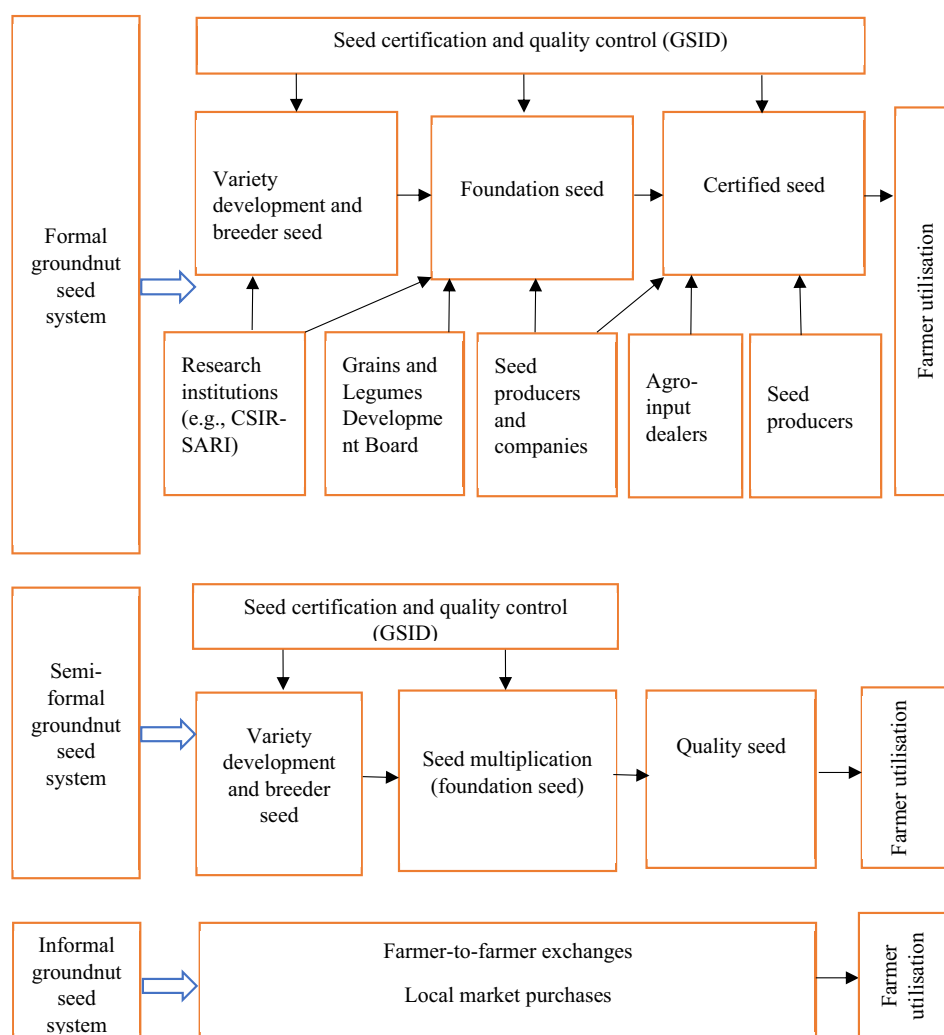 Seed certification and quality control (GSID)
Formal
groundnut
seed
system
Variety
development and
breeder seed
Foundation seed
Certified seed
Farmer utilisation
Research
institutions
(e.g., CSIR-
SARI)
Grains and
Legumes
Developme
nt Board
Seed
producers
and
companies
Agro-
input
dealers
Seed
producers
Seed certification and quality control
(GSID)
Semi-
formal
groundnut
seed
system
Variety
development
and breeder
seed
Seed multiplication
(foundation seed)
Quality seed
Farmer utilisation
Informal
groundnut
seed
system
Farmer-to-farmer exchanges
Local market purchases
Farmer
utilisation